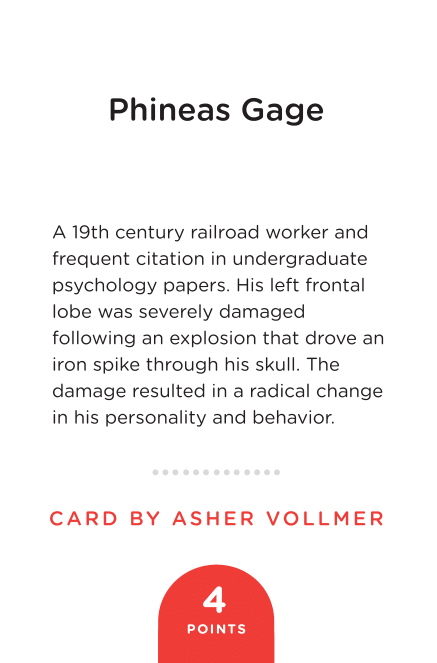 Phineas Gage
A 19th century railroad worker and
frequent citation in undergraduate
psychology papers. His left frontal
lobe was severely damaged
following an explosion that drove an
iron spike through his skull. The
damage resulted in a radical change
in his personality and behavior.
CARD BY ASHER VOLLMER
4
POINTS